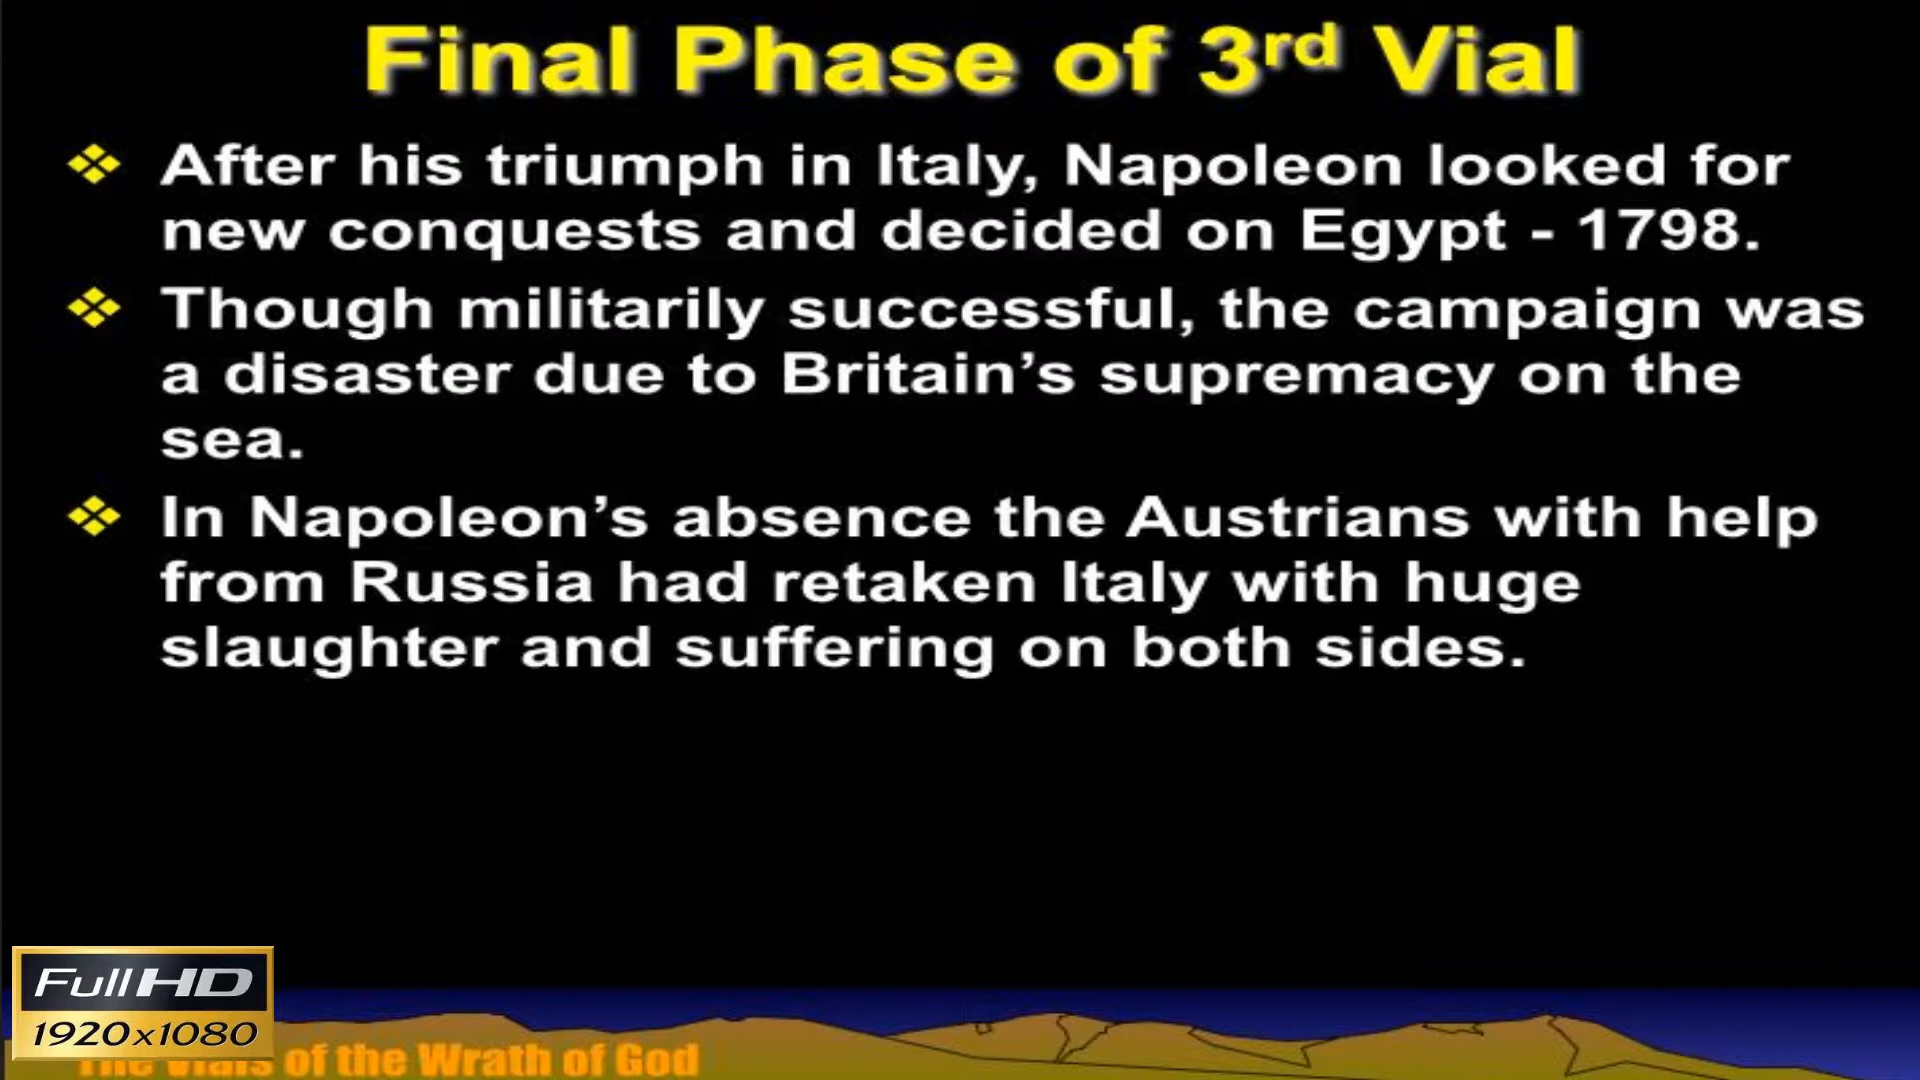 Final Phase of 3rd Vial
After his triumph in Italy, Napoleon looked for
new conquests and decided on Egypt - 1798.
Though militarily successful, the campaign was
a disaster due to Britain’s supremacy on the
sea.
In Napoleon’s absence the Austrians with help
from Russia had retaken Italy with huge
slaughter and suffering on both sides.
Full HD
1920x1080
The Vials of the Wrath of God